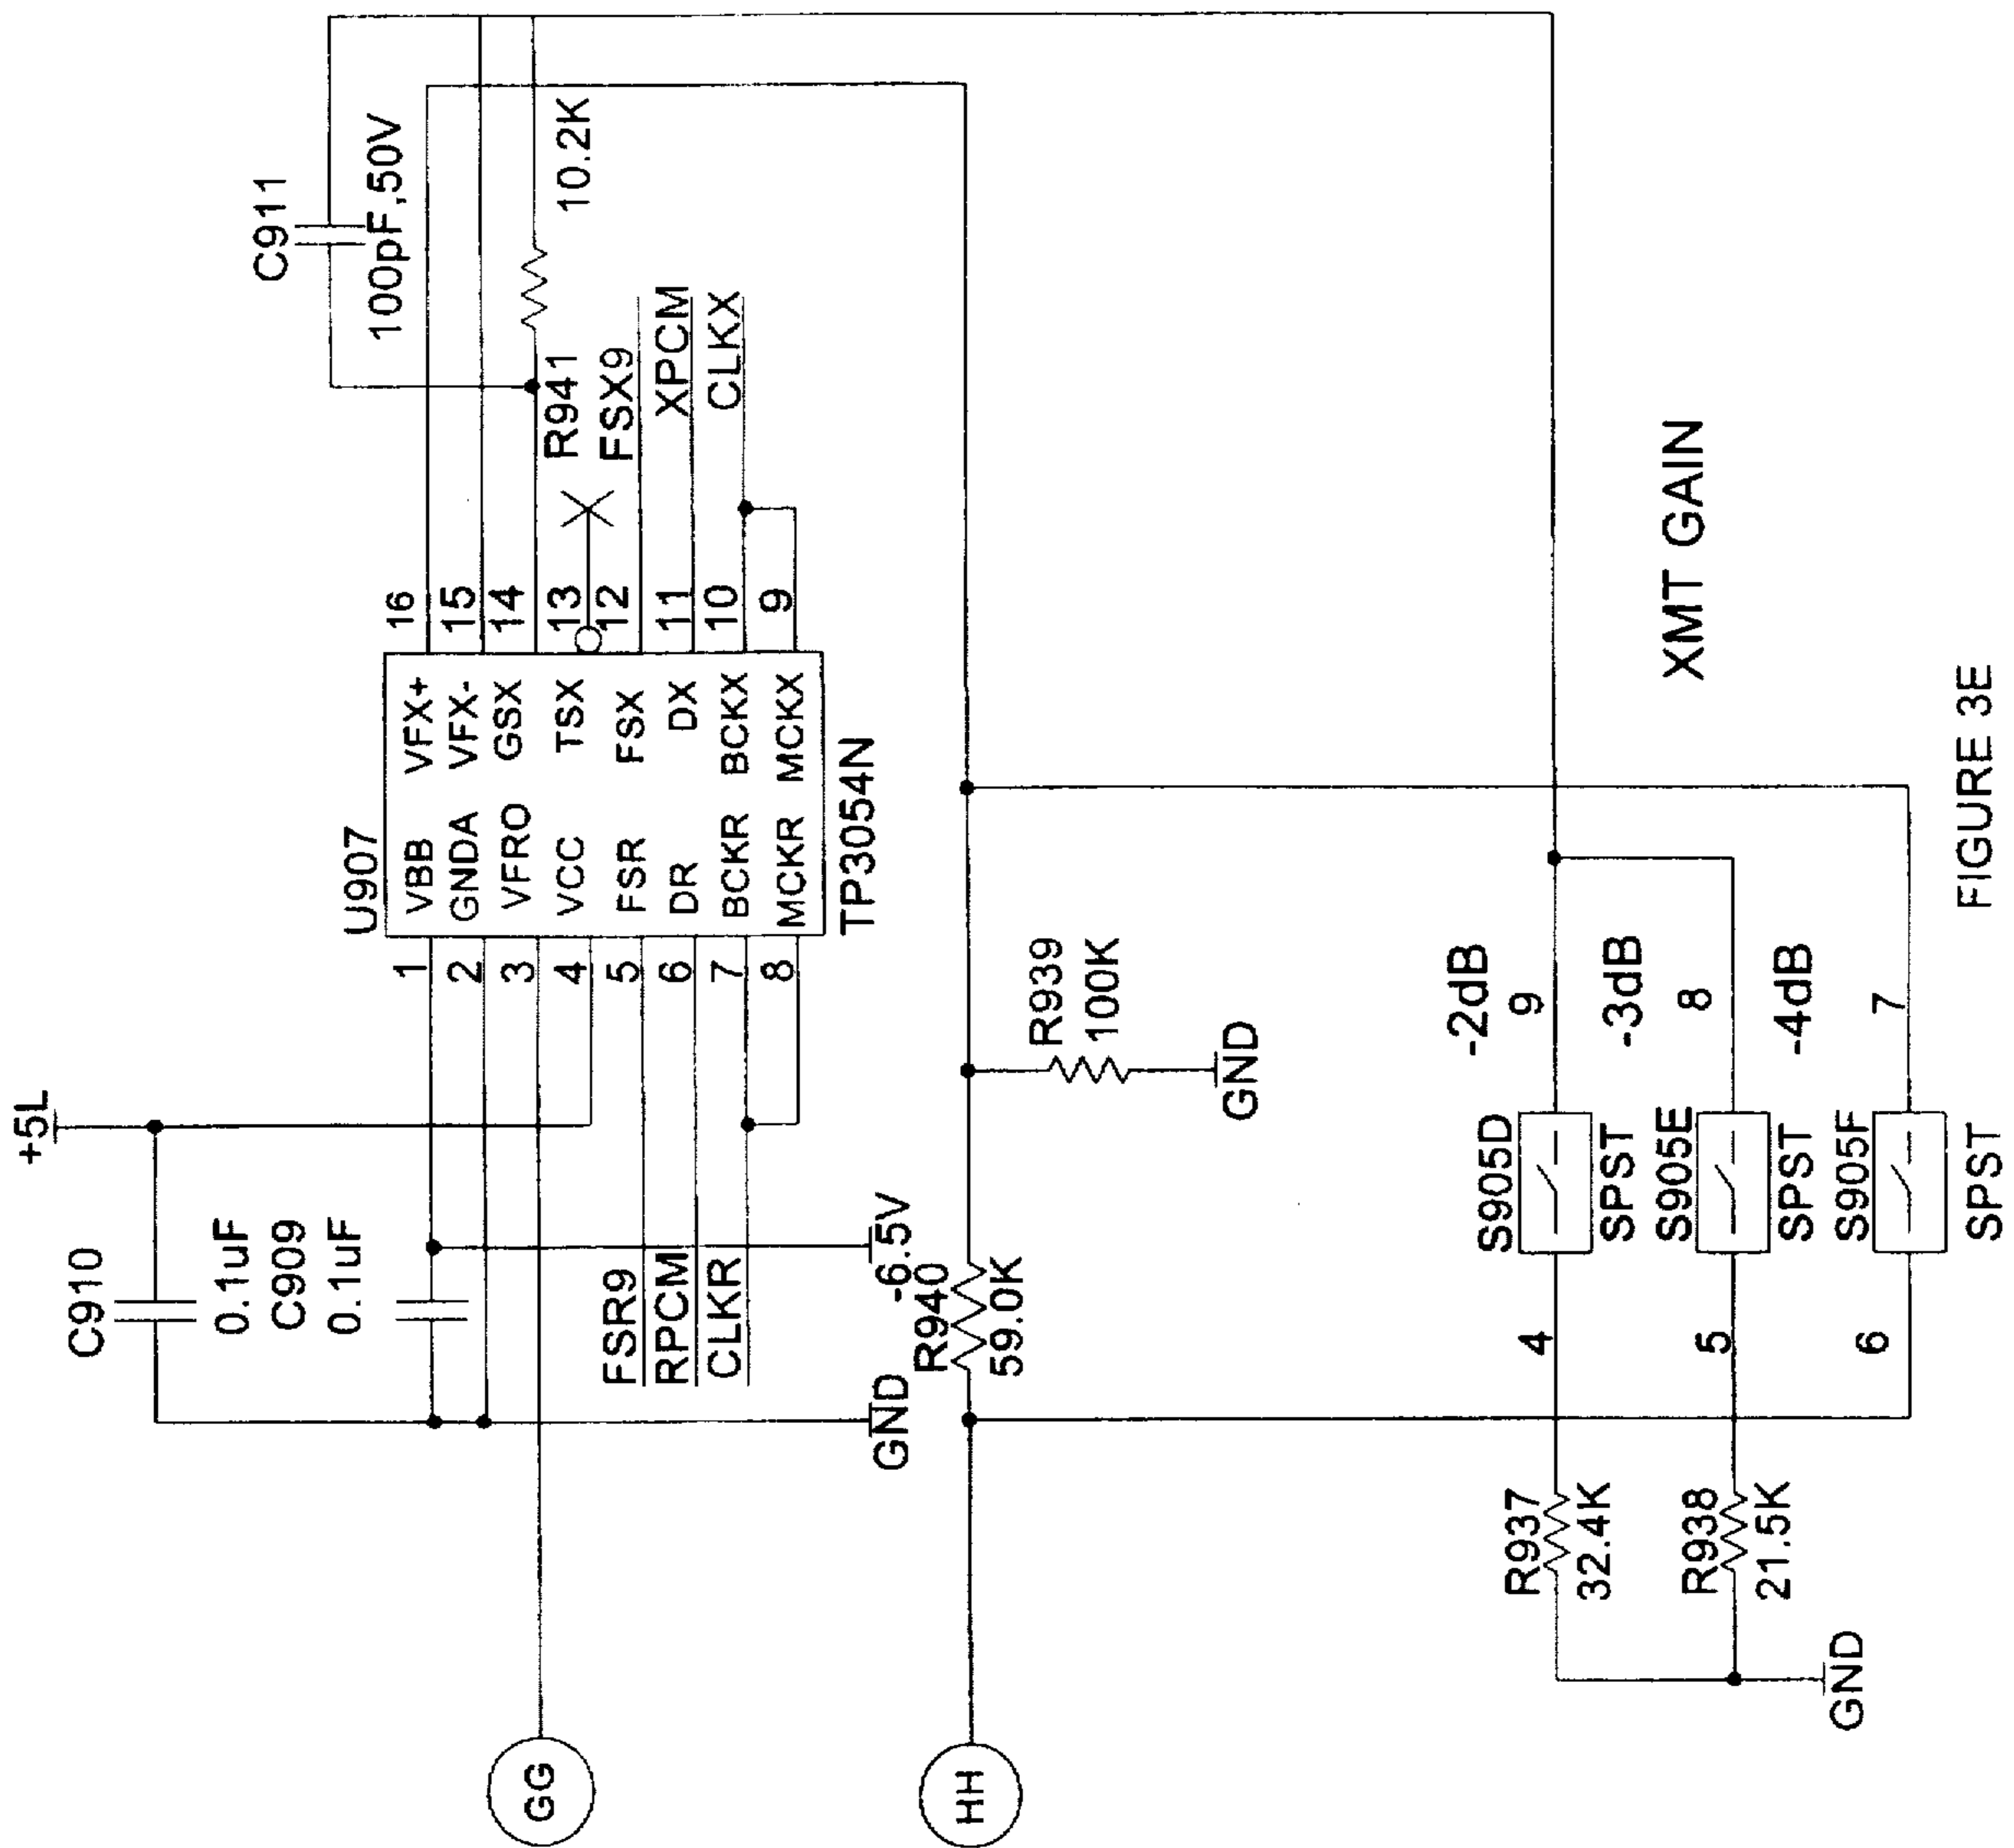 C911
100pF,50V
10.2K
R941
+5L
C910
0.1uF
C909
0.1uF
U907
1 VBB VFX+ 16
2 GNDA VFX- 15
3 VFRO GSX 14
4 VCC TSX 13
5 FSR FSX 12
6 DR DX 11
7 BCKR BCKX 10
8 MCKR MCKX 9
TP3054N
FSX9
XPCM
CLKX
FSR9
RPCM
CLKR
-6.5V
GND
GG
R940
59.0K
HH
R939
100K
GND
XMT GAIN
-2dB
4 S905D 9
SPST
-3dB
5 S905E 8
SPST
-4dB
6 S905F 7
SPST
R937
32.4K
R938
21.5K
GND
FIGURE 3E